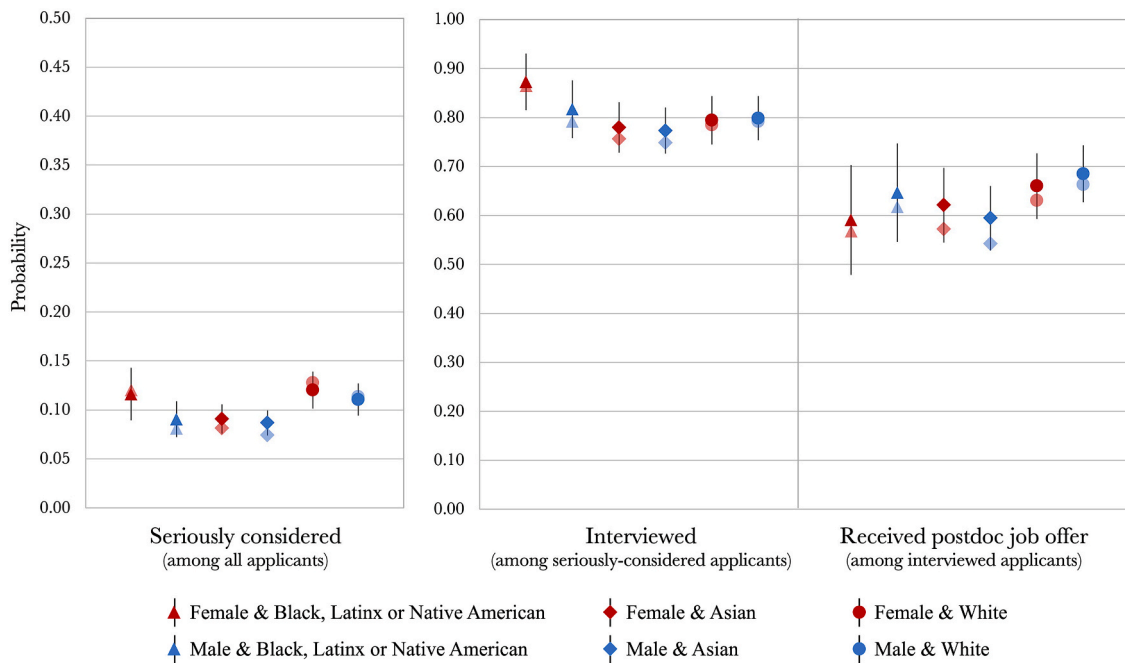 0.50
0.45
0.40
0.35
0.30
0.25
0.20
0.15
0.10
0.05
0.00
Probability
1.00
0.90
0.80
0.70
0.60
0.50
0.40
0.30
0.20
0.10
0.00
Seriously considered
(among all applicants)
Interviewed
(among seriously-considered applicants)
Received postdoc job offer
(among interviewed applicants)
Female & Black, Latinx or Native American
Female & Asian
Female & White
Male & Black, Latinx or Native American
Male & Asian
Male & White